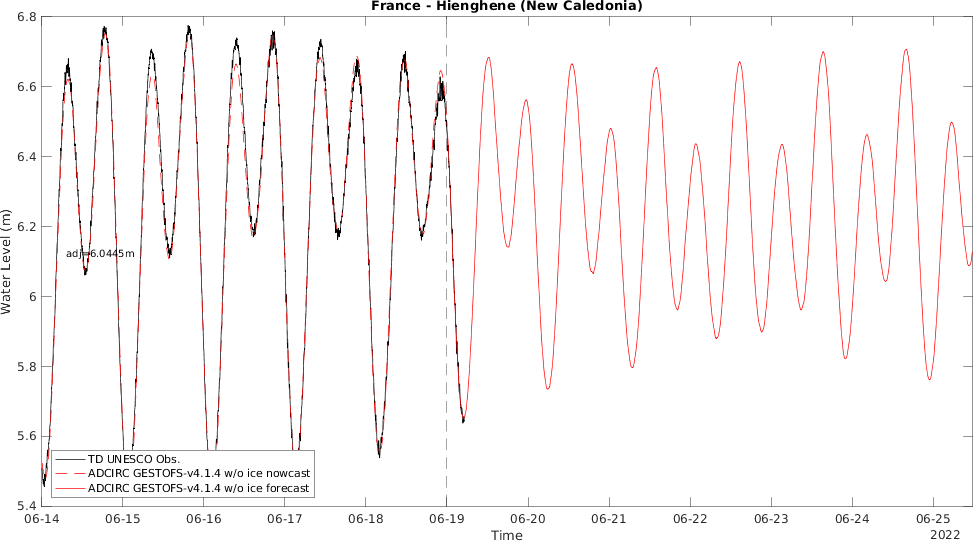 France - Hienghene (New Caledonia)
6.8
6.6
6.4
6.2
6
5.8
5.6
5.4
Water Level (m)
adj=6.0445m
TD UNESCO Obs.
ADCIRC GESTOFS-v4.1.4 w/o ice nowcast
ADCIRC GESTOFS-v4.1.4 w/o ice forecast
06-14 06-15 06-16 06-17 06-18 06-19 06-20 06-21 06-22 06-23 06-24 06-25
2022
Time